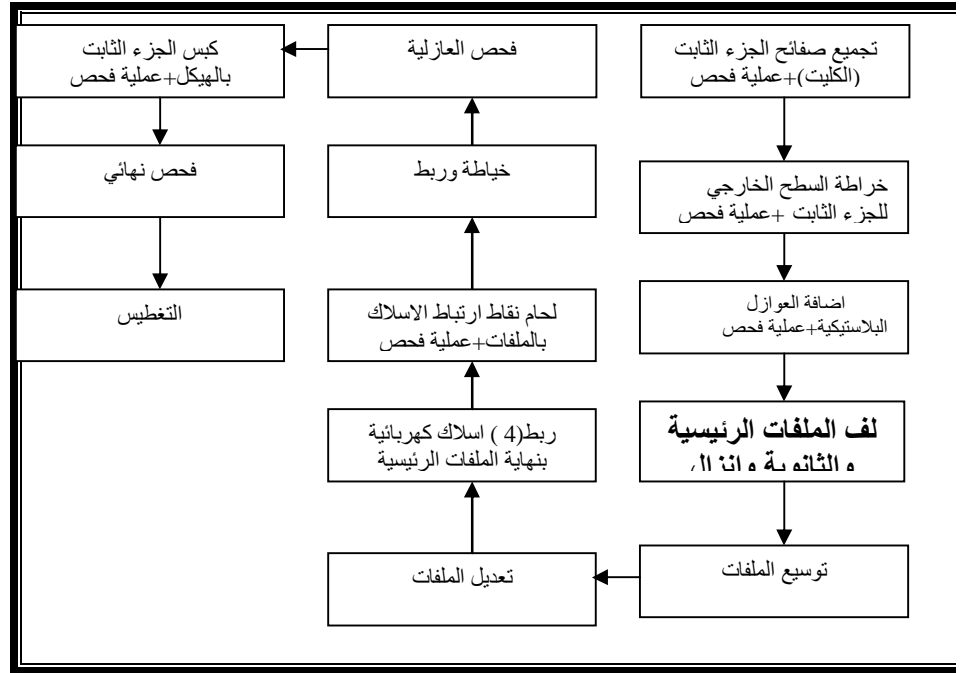 تجميع صفائح الجزء الثابت
(الكليت)+عملية فحص
خراطة السطح الخارجي
للجزء الثابت +عملية فحص
اضافة العوازل
البلاستيكية+عملية فحص
لف الملفات الرئيسية
والثانوية وانزال
توسيع الملفات
تعديل الملفات
ربط(4 ) اسلاك كهربائية
بنهاية الملفات الرئيسية
لحام نقاط ارتباط الاسلاك
بالملفات+عملية فحص
خياطة وربط
فحص العازلية
كبس الجزء الثابت
بالهيكل+عملية فحص
فحص نهائي
التغطيس